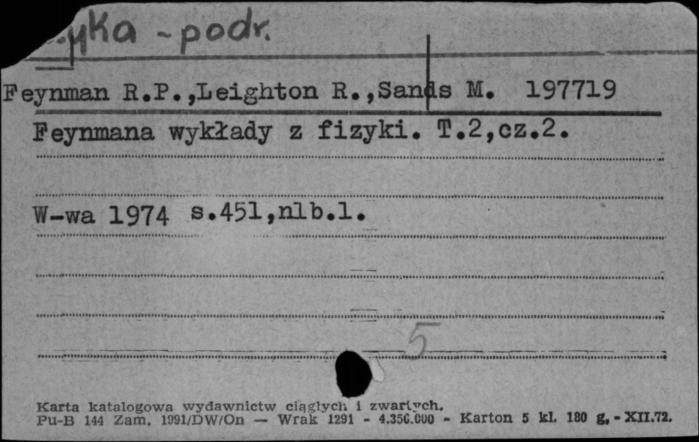 yka - podr.
Feynman R.P.,Leighton R.,Sands M. 197719
Feynmana wykłady z fizyki. T.2,cz.2.
W-wa 1974 s.451,nlb.1.
5
Karta katalogowa wydawnictw ciągłych i zwartych.
Pu-B 144 Zam. 1991/DW/On — Wrak 1291 - 4.356.000 - Karton 5 kl. 180 g. - XII.72.